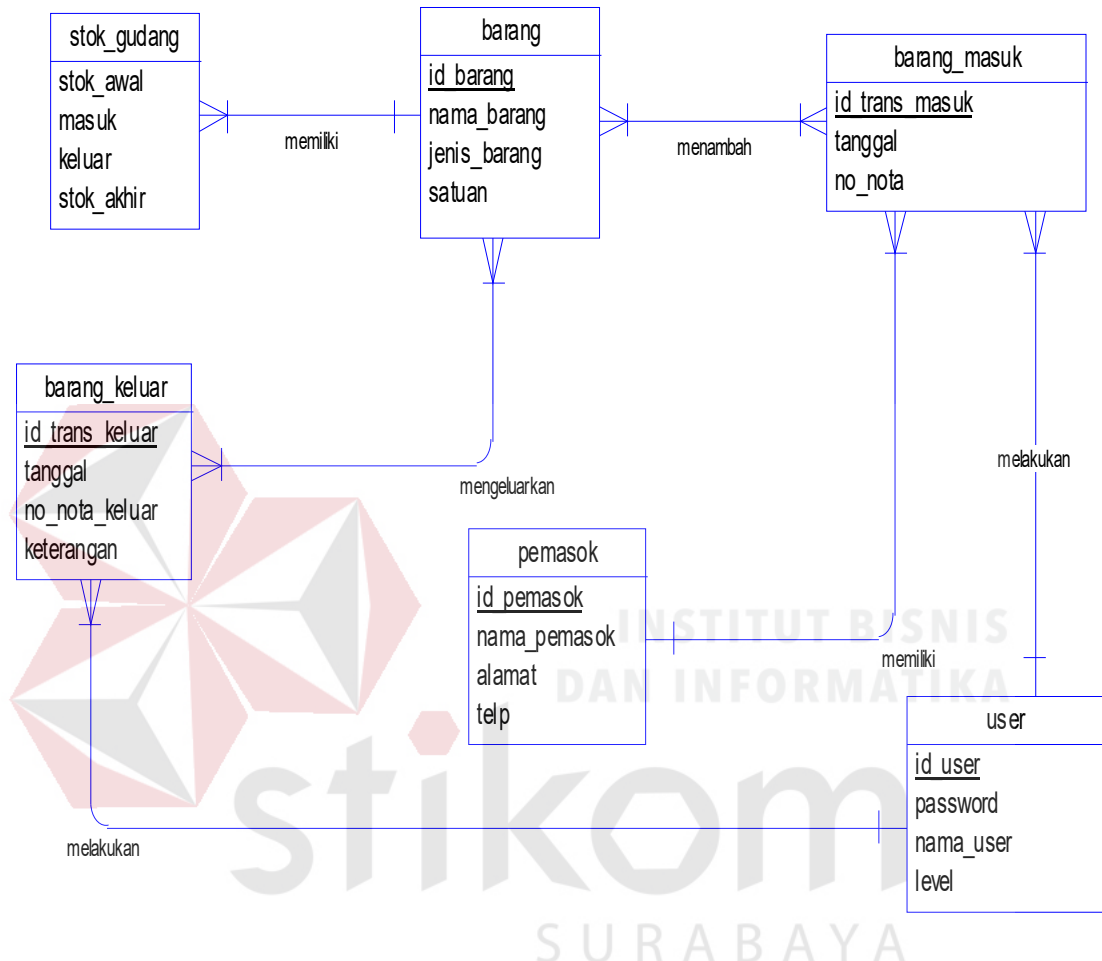 stok_gudang
stok_awal
masuk
keluar
stok_akhir
memiliki
barang
id_barang
nama_barang
jenis_barang
satuan
menambah
barang_masuk
id_trans_masuk
tanggal
no_nota
barang_keluar
id_trans_keluar
tanggal
no_nota_keluar
keterangan
mengeluarkan
melakukan
pemasok
id_pemasok
nama_pemasok
alamat
telp
memiliki
user
id_user
password
nama_user
level
melakukan
INSTITUT BISNIS
DAN INFORMATIKA
stikom
SURABAYA